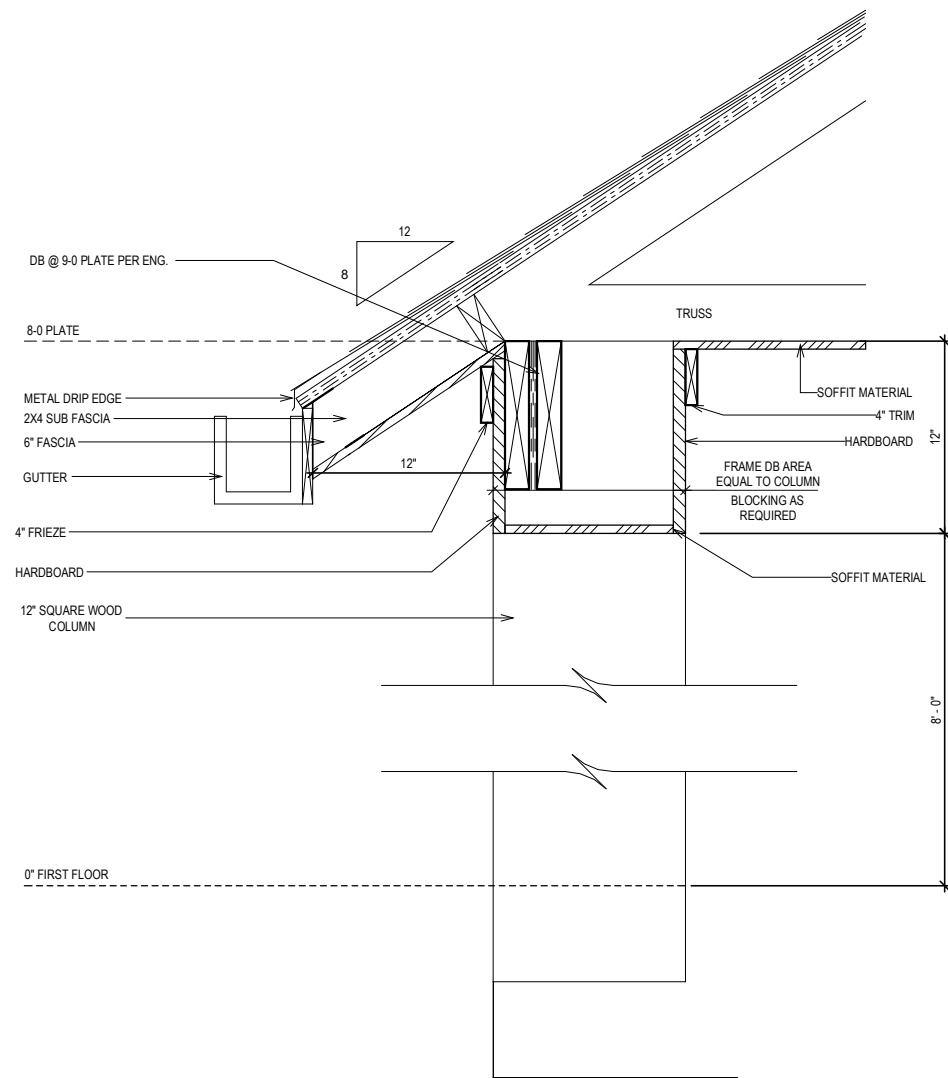 12
8
DB @ 9-0 PLATE PER ENG.
8-0 PLATE
TRUSS
METAL DRIP EDGE
2X4 SUB FASCIA
6" FASCIA
GUTTER
4" FRIEZE
HARDBOARD
12" SQUARE WOOD
COLUMN
12"
SOFFIT MATERIAL
4" TRIM
HARDBOARD
FRAME DB AREA
EQUAL TO COLUMN
BLOCKING AS
REQUIRED
SOFFIT MATERIAL
12"
8' - 0"
0" FIRST FLOOR